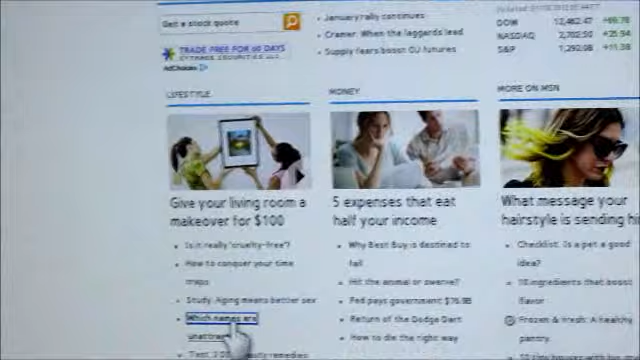 Get a stock quote
TRADE FREE FOR 60 DAYS
AdChoices
January rally continues
Cramer: When the laggards lead
Supply fears boost oil futures
DOW
NASDAQ
S&P
LIFESTYLE
Give your living room a
makeover for $100
Is it really 'cruelty-free'?
How to conquer your time
traps
Study: Aging means better sex
Which names are
MONEY
5 expenses that eat
half your income
Why Best Buy is destined to
fail
Hit the animal or swerve?
Fed pays government $76.9B
Return of the Dodge Dart
How to die the right way
MORE ON MSN
What message your
hairstyle is sending
Checklist: Is a pet a good
idea?
10 ingredients that boost
flavor
Frozen & fresh: A healthy
pantry